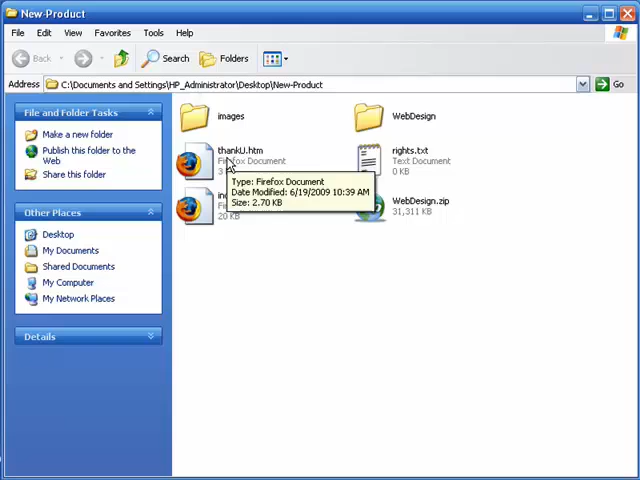 New-Product
File Edit View Favorites Tools Help
Back Search Folders
Address C:\Documents and Settings\HP_Administrator\Desktop\New-Product Go
File and Folder Tasks
Make a new folder
Publish this folder to the
Web
Share this folder
Other Places
Desktop
My Documents
Shared Documents
My Computer
My Network Places
Details
images
WebDesign
thankU.htm
Firefox Document
3
rights.txt
Text Document
0 KB
Type: Firefox Document
Date Modified: 6/19/2009 10:39 AM
Size: 2.70 KB
20 KB
WebDesign.zip
31,311 KB